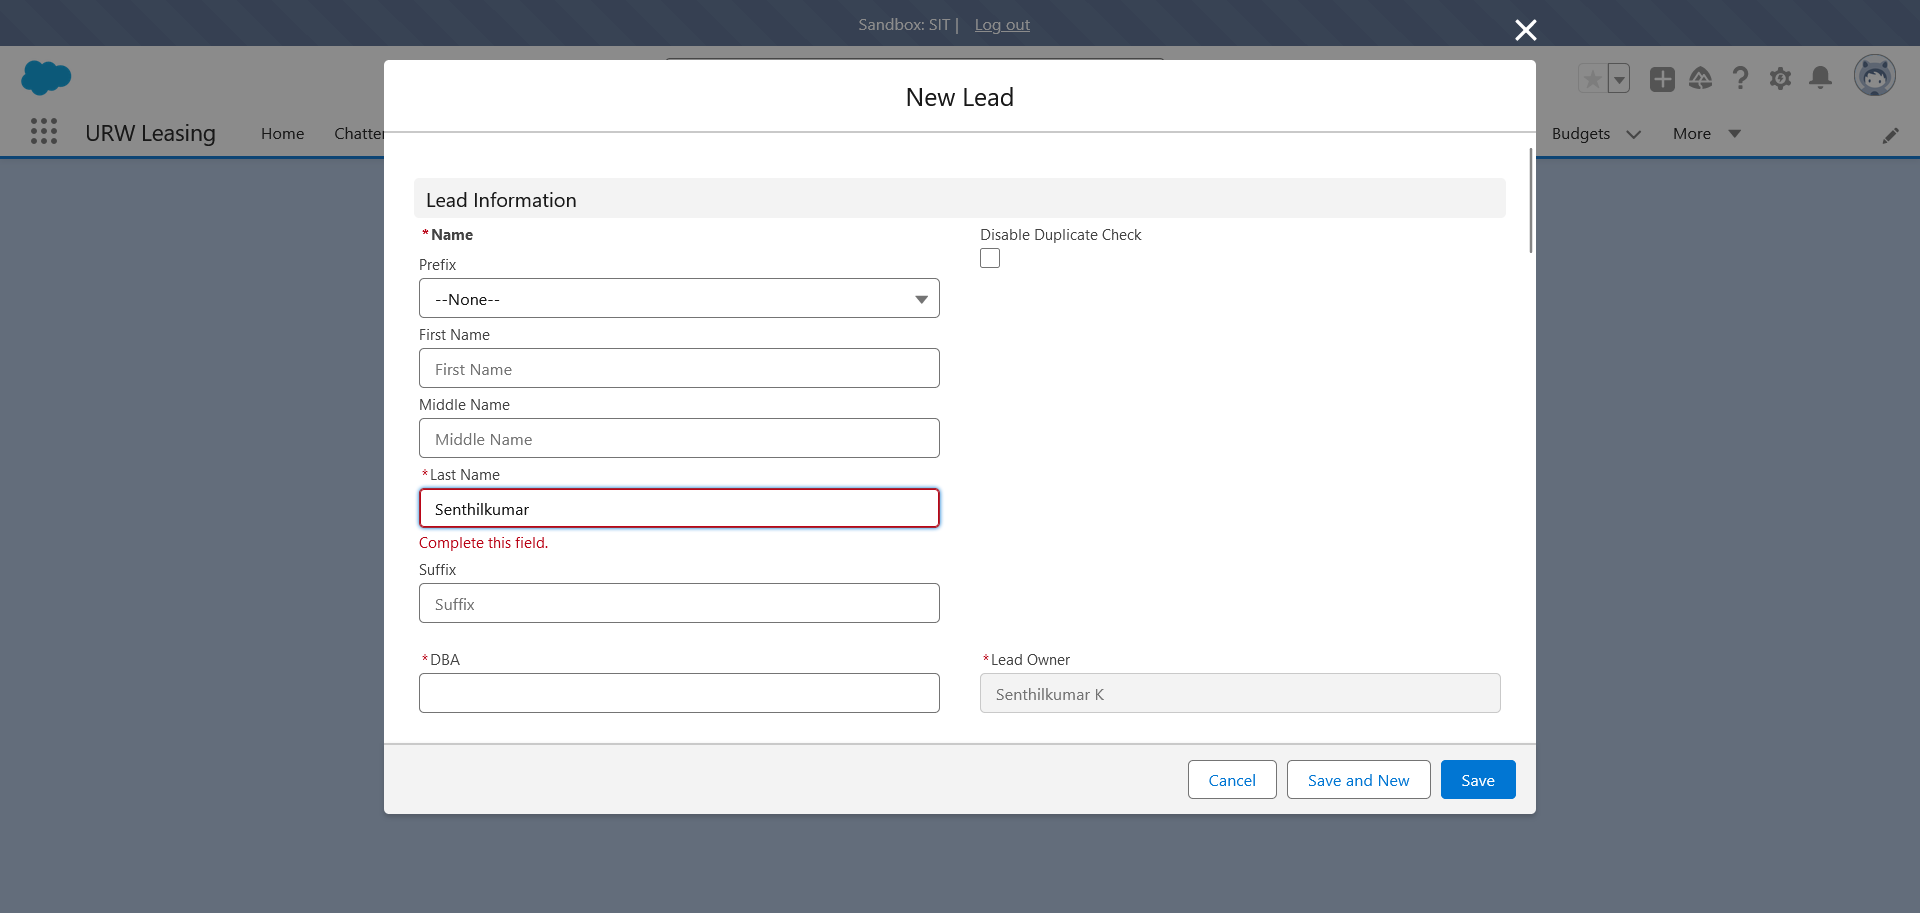 Sandbox: SIT | Log out
URW Leasing Home Chatter Budgets More
New Lead
Lead Information
*Name
Disable Duplicate Check
Prefix
--None--
First Name
First Name
Middle Name
Middle Name
*Last Name
Senthilkumar
Complete this field.
Suffix
Suffix
*DBA
*Lead Owner
Senthilkumar K
Cancel Save and New Save